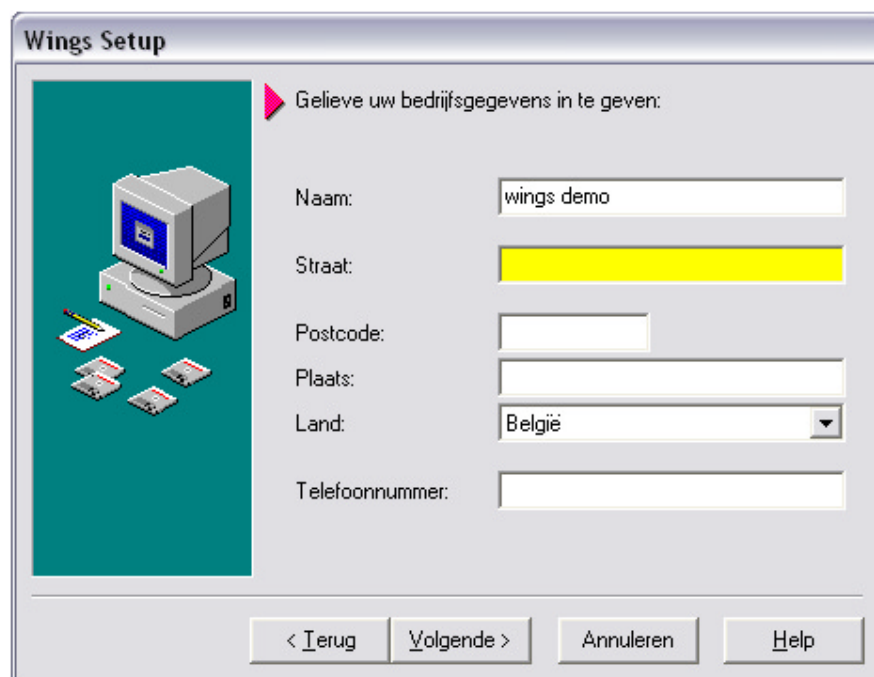 Wings Setup
Gelieve uw bedrijfsgegevens in te geven:
Naam: wings demo
Straat:
Postcode:
Plaats:
Land: België
Telefoonnummer:
< Terug Volgende > Annuleren Help